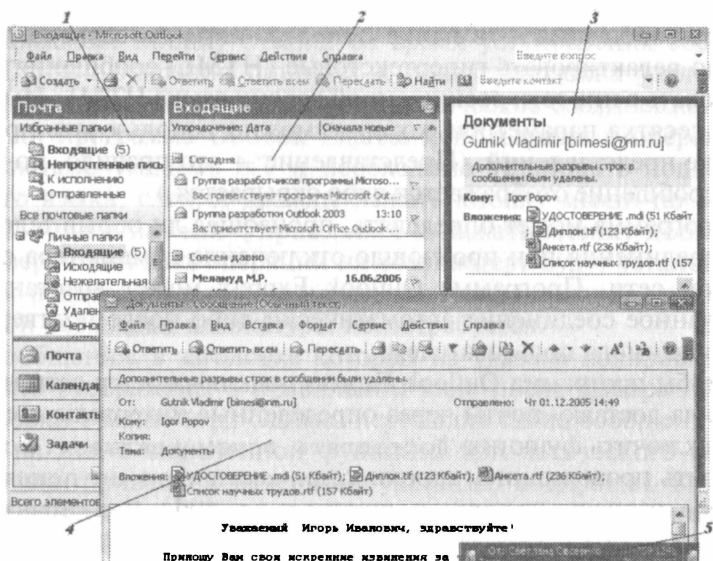 1 2 3
Входящие - Microsoft Outlook
Файл Правка Вид Перейти Сервис Действия Справка
Введите вопрос
Создать Ответить Ответить всем Переслать Найти Введите контакт
Почта
Избранные папки
Входящие (5)
Непрочтенные пись
К исполнению
Отправленные
Все почтовые папки
Личные папки
Входящие (5)
Исходящие
Нежелательная
Отправ
Удален
Чернов
Почта
Календар
Контакты
Задачи
Всего элементов
Входящие
Упорядочение: Дата Сначала новые
Сегодня
Группа разработчиков программы Microso...
Вас приветствует программа Microsoft Out...
Группа разработки Outlook 2003 13:10
Вас приветствует Microsoft Office Outlook...
Совсем давно
Меламуд М.Р. 16.06.2006
Документы
Gutnik Vladimir [bimesi@nm.ru]
Дополнительные разрывы строк в
сообщении были удалены.
Кому: Igor Popov
Вложения: УДОСТОВЕРЕНИЕ .mdi (51 Кбайт
Диплом.tif (123 Кбайт);
Анкета.rtf (236 Кбайт);
Список научных трудов.rtf (157
Документы - Сообщение (Обычный текст)
Файл Правка Вид Вставка Формат Сервис Действия Справка
Ответить Ответить всем Переслать
Дополнительные разрывы строк в сообщении были удалены.
От: Gutnik Vladimir [bimesi@nm.ru] Отправлено: Чт 01.12.2005 14:49
Кому: Igor Popov
Копия:
Тема: Документы
Вложения: УДОСТОВЕРЕНИЕ .mdi (51 Кбайт); Диплом.tif (123 Кбайт); Анкета.rtf (236 Кбайт);
Список научных трудов.rtf (157 Кбайт)
4 5
Уважаемый Игорь Иванович, здравствуйте!
Приношу Вам свои искренние извинения за